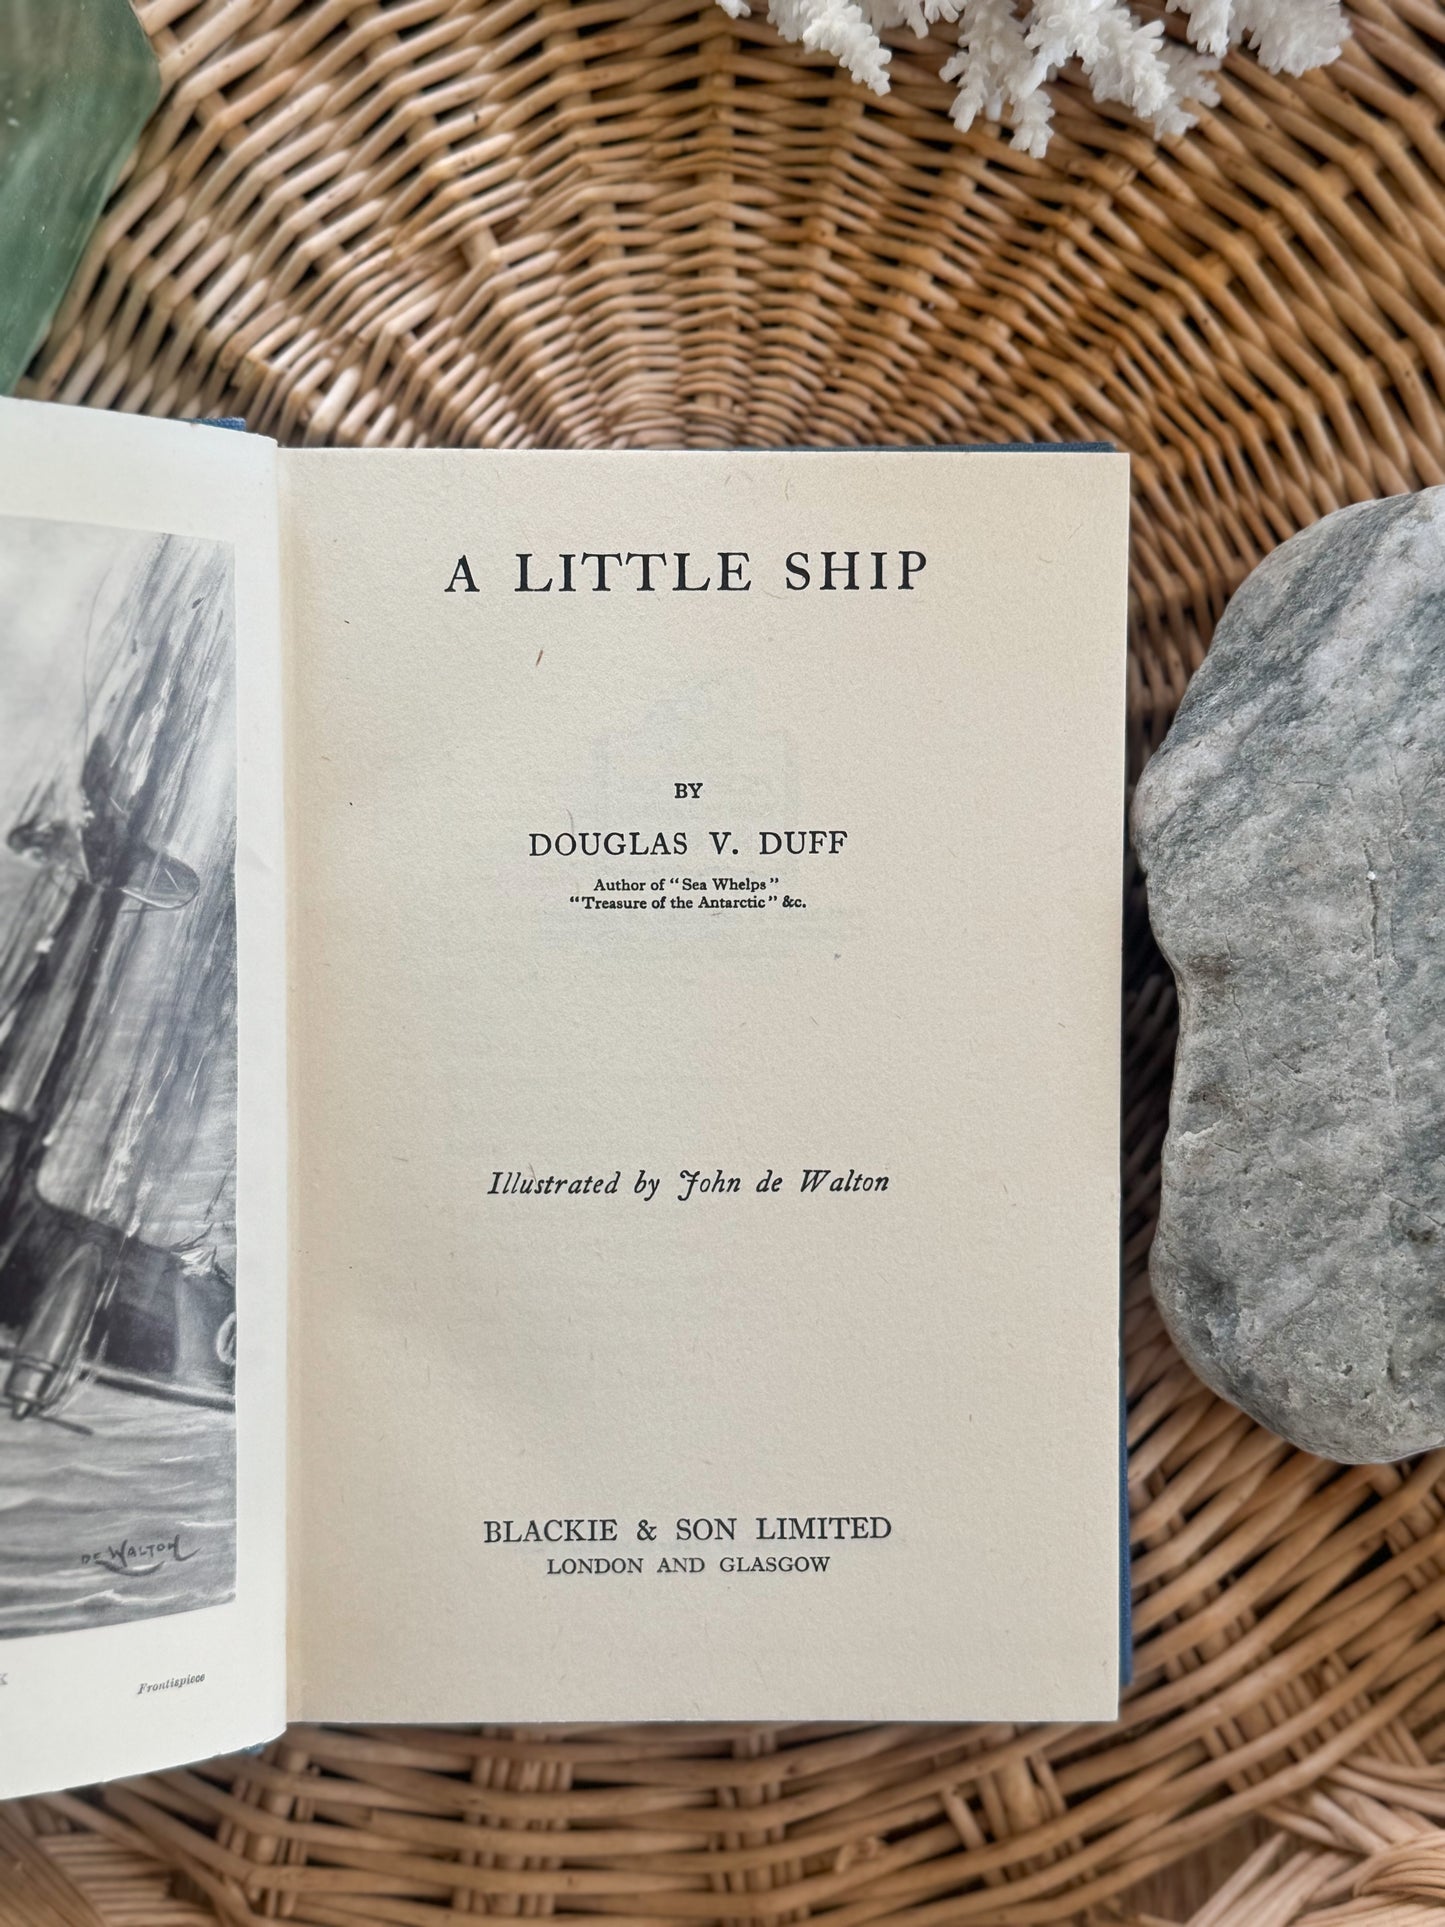 A LITTLE SHIP
BY
DOUGLAS V. DUFF
Author of "Sea Whelps"
"Treasure of the Antarctic" &c.
Illustrated by John de Walton
BLACKIE & SON LIMITED
LONDON AND GLASGOW
DE WALTON
Frontispiece